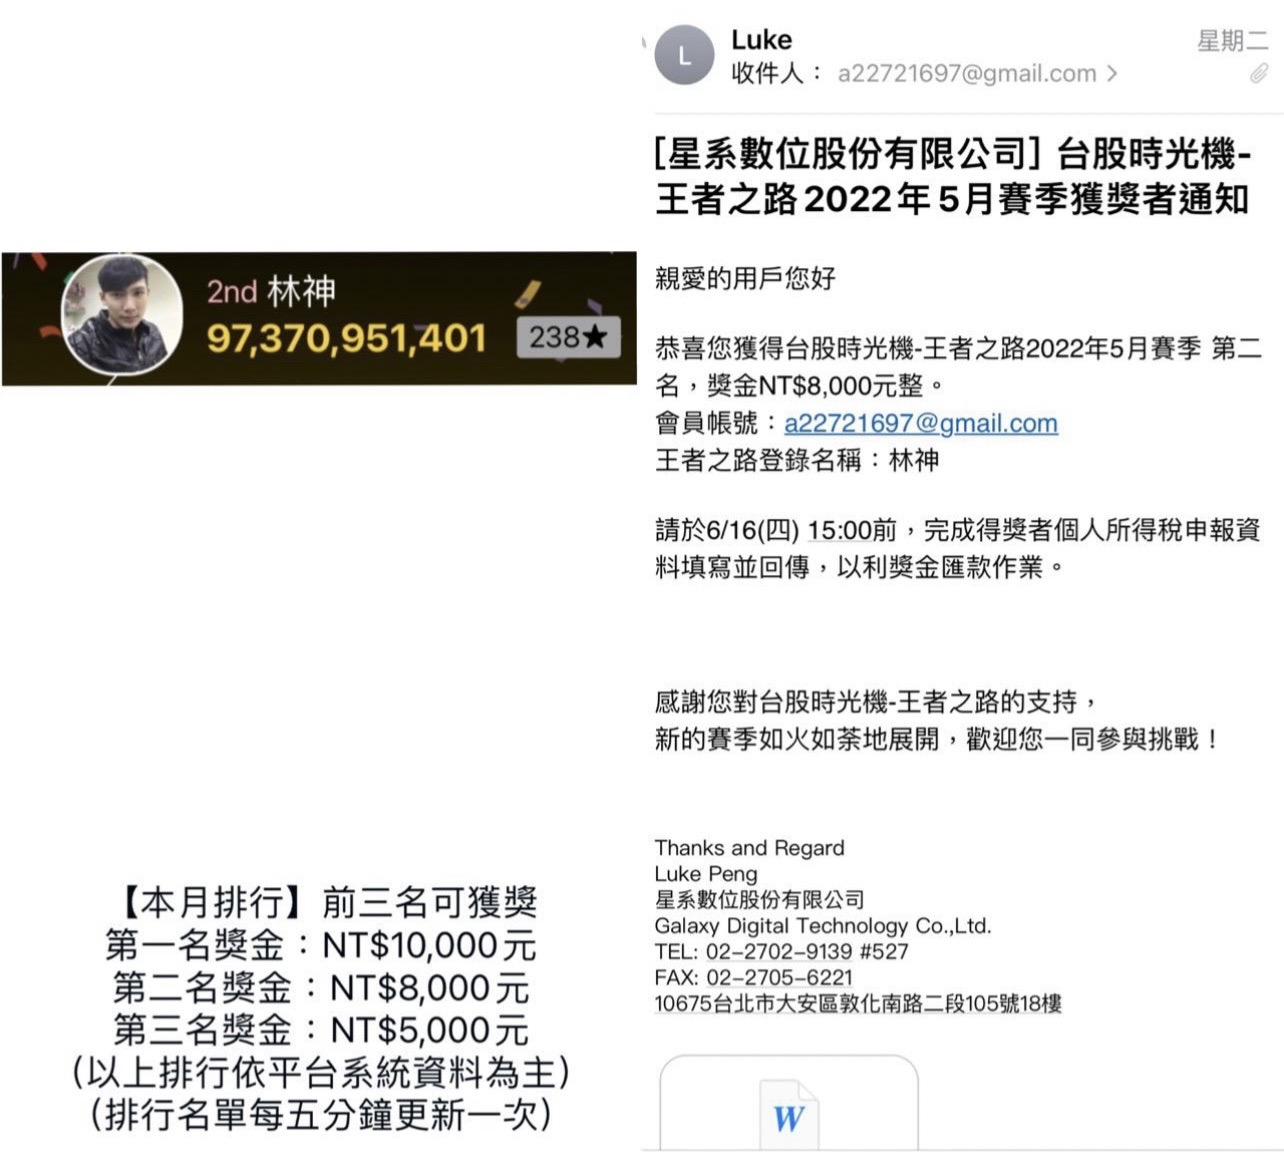 2nd 林神
97,370,951,401
238★
【本月排行】前三名可獲獎
第一名獎金：NT$10,000元
第二名獎金：NT$8,000元
第三名獎金：NT$5,000元
(以上排行依平台系統資料為主)
(排行名單每五分鐘更新一次)
L
Luke
星期二
收件人： a22721697@gmail.com >
[星系數位股份有限公司] 台股時光機-
王者之路2022年5月賽季獲獎者通知
親愛的用戶您好
恭喜您獲得台股時光機-王者之路2022年5月賽季 第二
名，獎金NT$8,000元整。
會員帳號：a22721697@gmail.com
王者之路登錄名稱：林神
請於6/16(四) 15:00前，完成得獎者個人所得稅申報資
料填寫並回傳，以利獎金匯款作業。
感謝您對台股時光機-王者之路的支持，
新的賽季如火如荼地展開，歡迎您一同參與挑戰！
Thanks and Regard
Luke Peng
星系數位股份有限公司
Galaxy Digital Technology Co.,Ltd.
TEL: 02-2702-9139 #527
FAX: 02-2705-6221
10675台北市大安區敦化南路二段105號18樓
W